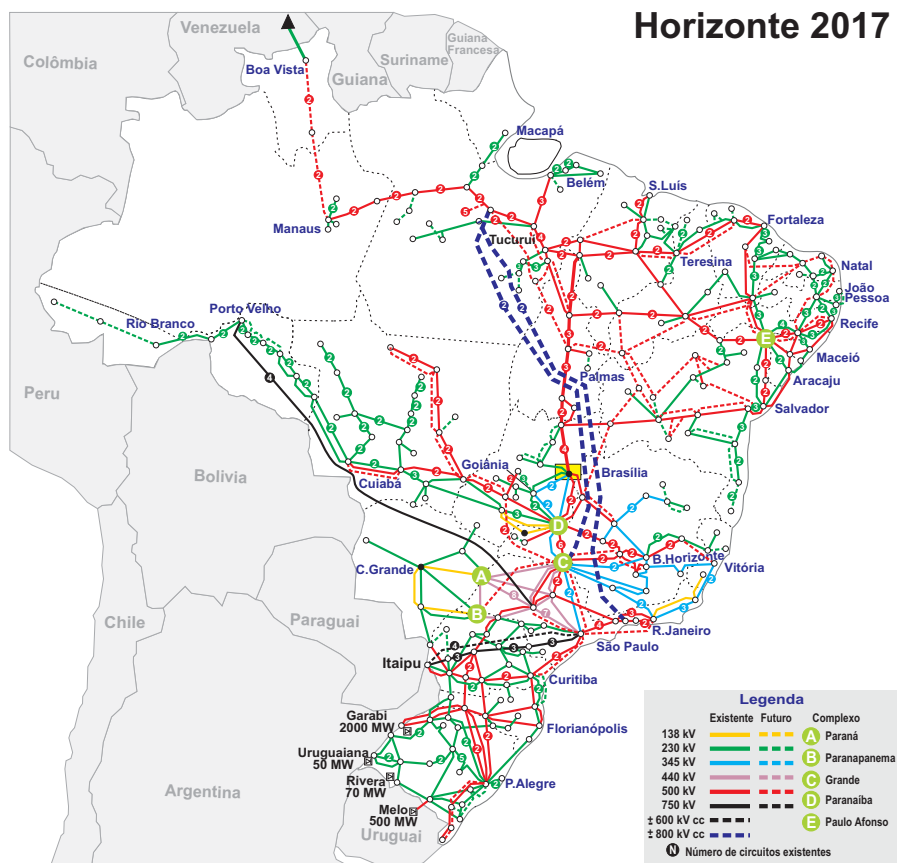 Horizonte 2017
Venezuela
Guiana
Francesa
Suriname
Colômbia
Boa Vista
Guiana
Macapá
Belém
S.Luís
Manaus
Fortaleza
Tucuruí
Teresina
Natal
João
Pessoa
Porto Velho
Rio Branco
Recife
E
Maceió
Palmas
Aracaju
Peru
Salvador
Goiânia
Brasília
Bolivia
Cuiabá
D
B.Horizonte
C
Vitória
C.Grande
A
B
Paraguai
R.Janeiro
Chile
São Paulo
Itaipu
Curitiba
Garabi
2000 MW
Florianópolis
Uruguaiana
50 MW
Rivera
70 MW
P.Alegre
Argentina
Melo
500 MW
Uruguai
Legenda
Existente Futuro Complexo
138 kV A Paraná
230 kV
345 kV B Paranapanema
440 kV C Grande
500 kV D Paranaíba
750 kV
± 600 kV cc E Paulo Afonso
± 800 kV cc
N Número de circuitos existentes